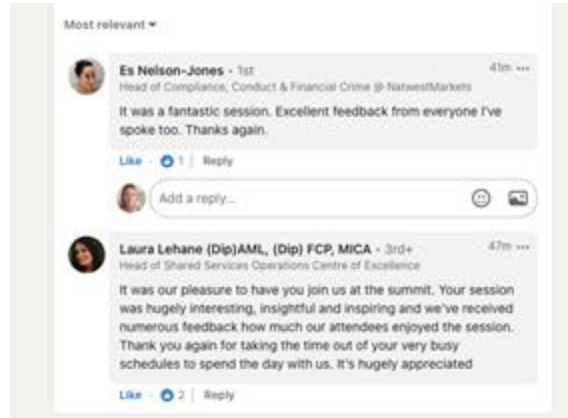 Most relevant
Es Nelson-Jones · 1st
41m
Head of Compliance, Conduct & Financial Crime @ NatwestMarkets
It was a fantastic session. Excellent feedback from everyone I've
spoke too. Thanks again.
Like · 1 | Reply
Add a reply...
Laura Lehane (Dip)AML, (Dip) FCP, MICA · 3rd+
47m
Head of Shared Services Operations Centre of Excellence
It was our pleasure to have you join us at the summit. Your session
was hugely interesting, insightful and inspiring and we've received
numerous feedback how much our attendees enjoyed the session.
Thank you again for taking the time out of your very busy
schedules to spend the day with us. It's hugely appreciated
Like · 2 | Reply